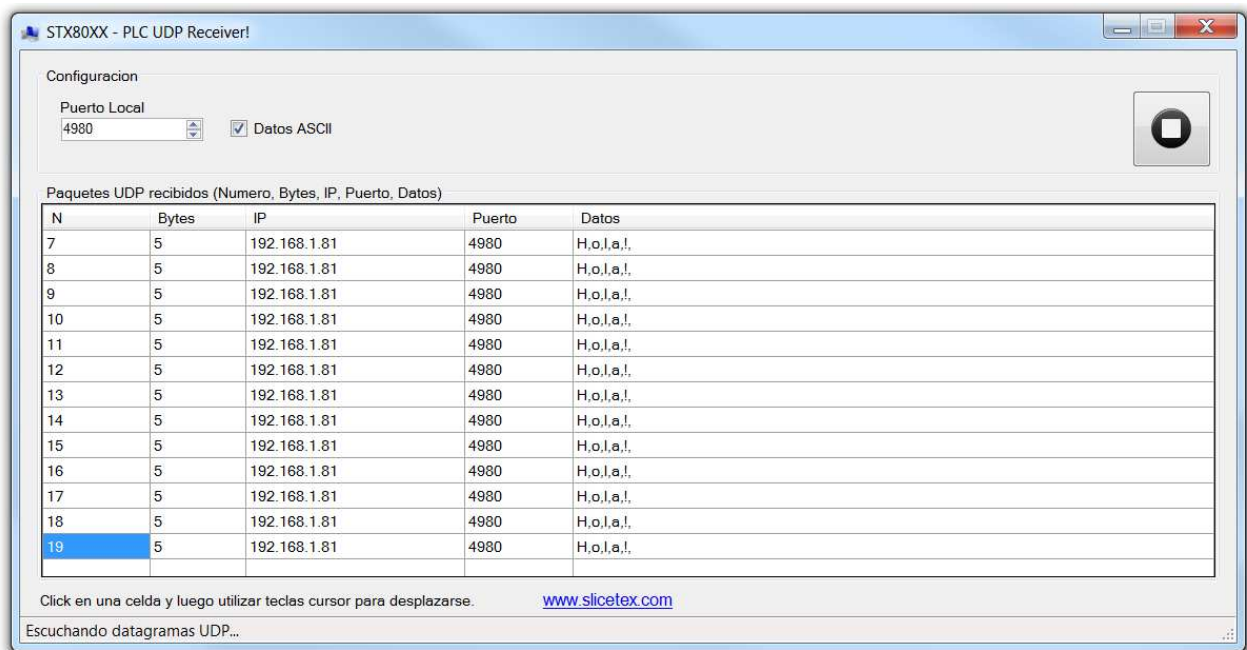 STX80XX - PLC UDP Receiver!
Configuracion
Puerto Local
4980 Datos ASCII
Paquetes UDP recibidos (Numero, Bytes, IP, Puerto, Datos)
N Bytes IP Puerto Datos
7 5 192.168.1.81 4980 H,o,l,a,!,
8 5 192.168.1.81 4980 H,o,l,a,!,
9 5 192.168.1.81 4980 H,o,l,a,!,
10 5 192.168.1.81 4980 H,o,l,a,!,
11 5 192.168.1.81 4980 H,o,l,a,!,
12 5 192.168.1.81 4980 H,o,l,a,!,
13 5 192.168.1.81 4980 H,o,l,a,!,
14 5 192.168.1.81 4980 H,o,l,a,!,
15 5 192.168.1.81 4980 H,o,l,a,!,
16 5 192.168.1.81 4980 H,o,l,a,!,
17 5 192.168.1.81 4980 H,o,l,a,!,
18 5 192.168.1.81 4980 H,o,l,a,!,
19 5 192.168.1.81 4980 H,o,l,a,!,
Click en una celda y luego utilizar teclas cursor para desplazarse. www.slicetex.com
Escuchando datagramas UDP...